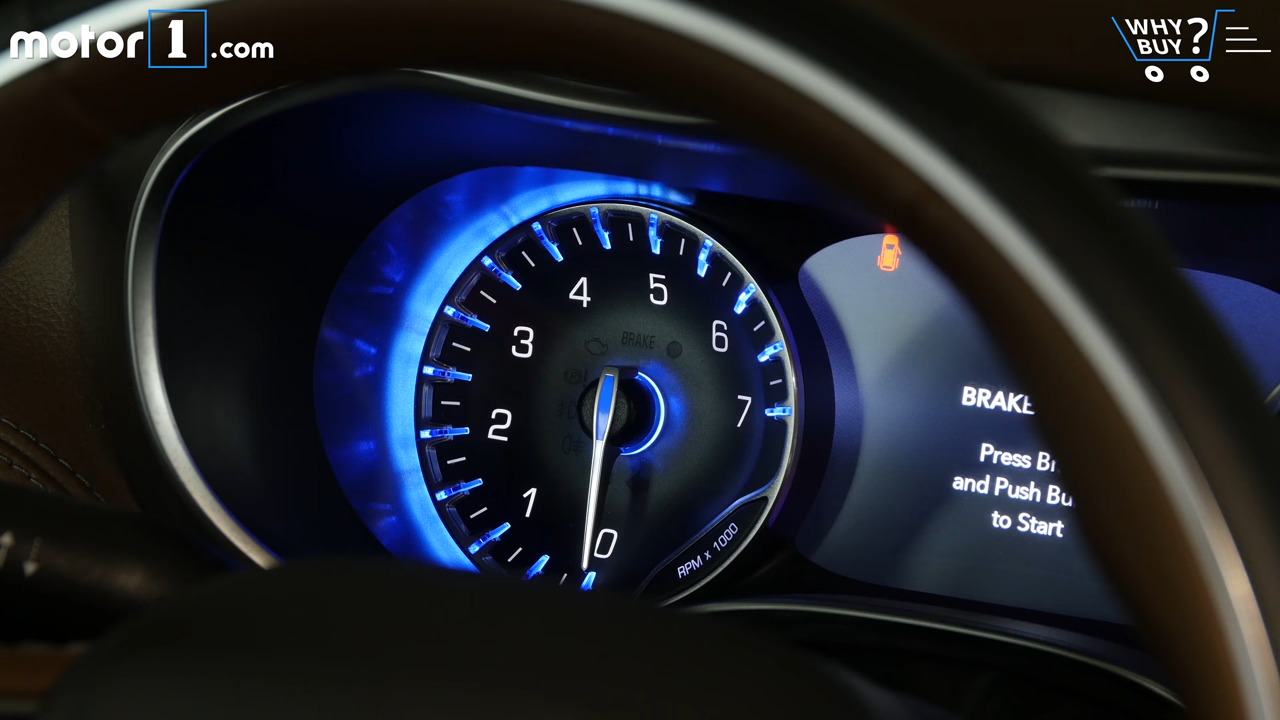 motor1.com
WHY
BUY?
4
5
3
6
BRAKE
2
7
1
0
RPM x 1000
BRAKE
Press
and Push
to Start